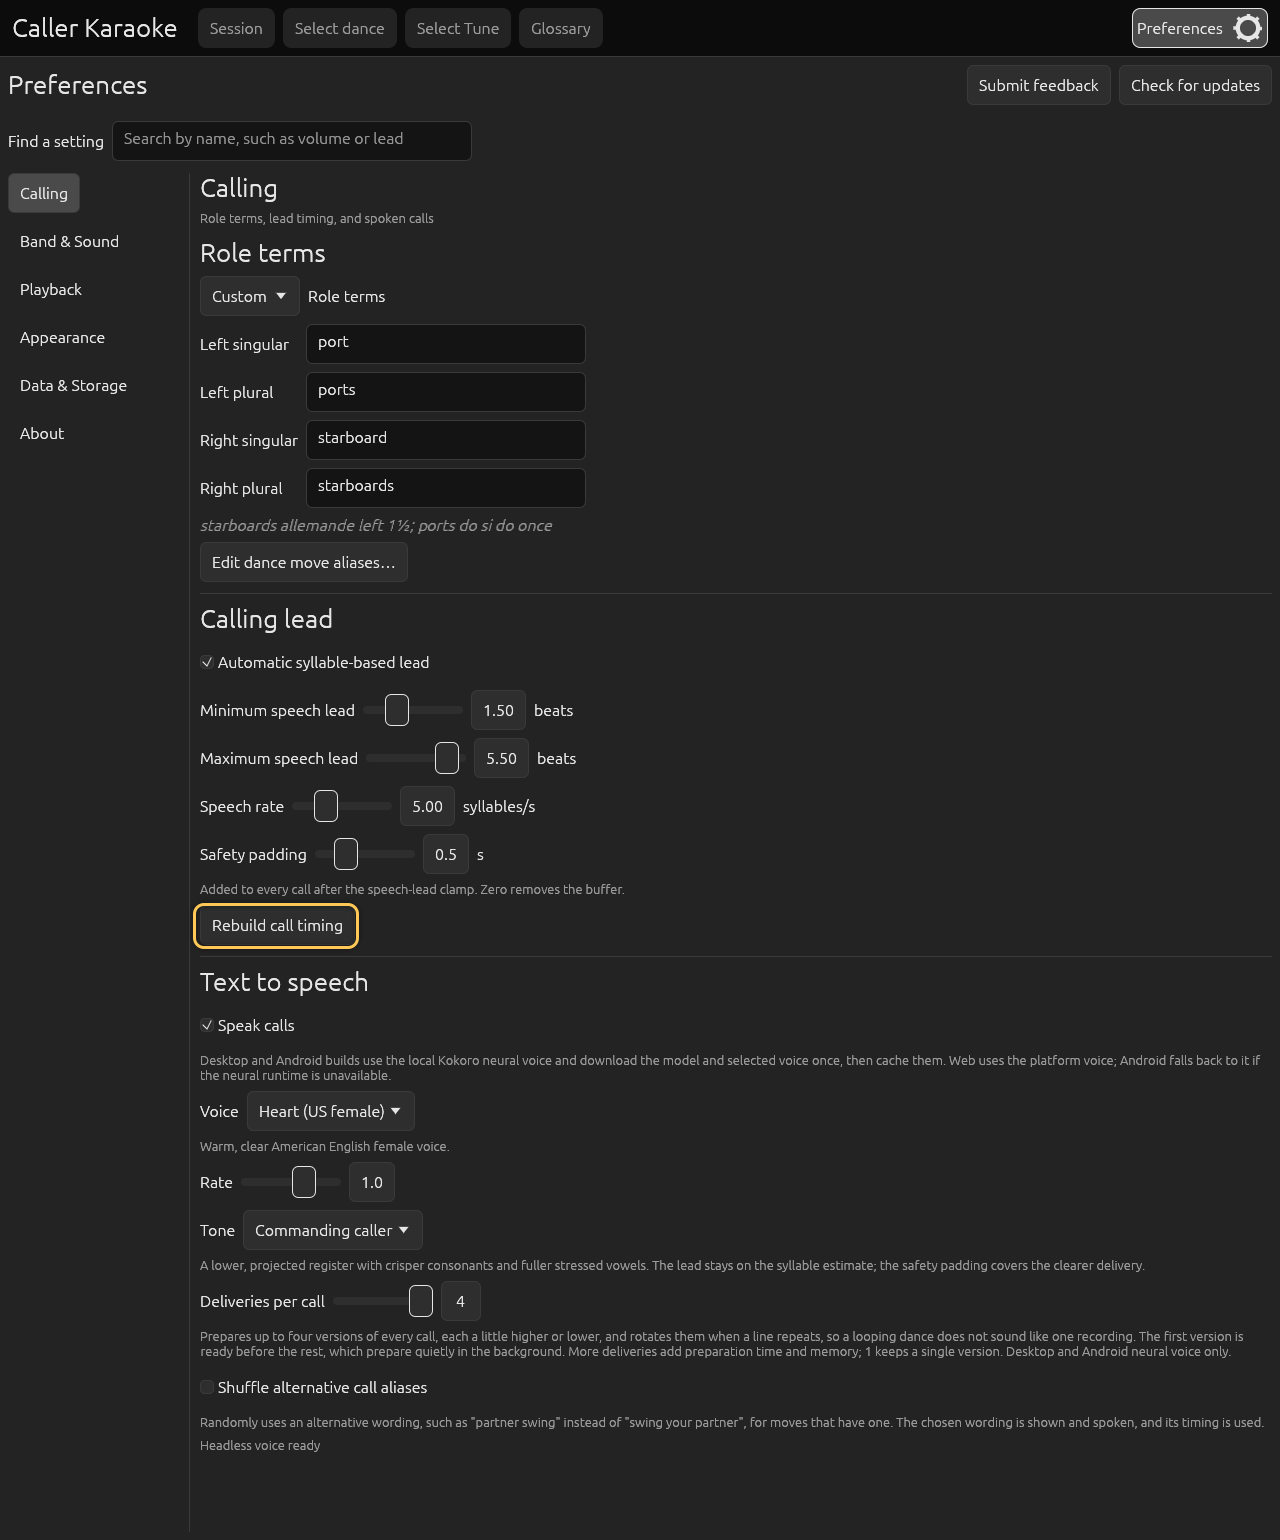 Caller Karaoke
Session
Select dance
Select Tune
Glossary
Preferences
Preferences
Submit feedback
Check for updates
Find a setting
Search by name, such as volume or lead
Calling
Band & Sound
Playback
Appearance
Data & Storage
About
Calling
Role terms, lead timing, and spoken calls
Role terms
Custom
Role terms
Left singular
port
Left plural
ports
Right singular
starboard
Right plural
starboards
starboards allemande left 1½; ports do si do once
Edit dance move aliases…
Calling lead
Automatic syllable-based lead
Minimum speech lead
1.50
beats
Maximum speech lead
5.50
beats
Speech rate
5.00
syllables/s
Safety padding
0.5
s
Added to every call after the speech-lead clamp. Zero removes the buffer.
Rebuild call timing
Text to speech
Speak calls
Desktop and Android builds use the local Kokoro neural voice and download the model and selected voice once, then cache them. Web uses the platform voice; Android falls back to it if
the neural runtime is unavailable.
Voice
Heart (US female)
Warm, clear American English female voice.
Rate
1.0
Tone
Commanding caller
A lower, projected register with crisper consonants and fuller stressed vowels. The lead stays on the syllable estimate; the safety padding covers the clearer delivery.
Deliveries per call
4
Prepares up to four versions of every call, each a little higher or lower, and rotates them when a line repeats, so a looping dance does not sound like one recording. The first version is
ready before the rest, which prepare quietly in the background. More deliveries add preparation time and memory; 1 keeps a single version. Desktop and Android neural voice only.
Shuffle alternative call aliases
Randomly uses an alternative wording, such as "partner swing" instead of "swing your partner", for moves that have one. The chosen wording is shown and spoken, and its timing is used.
Headless voice ready